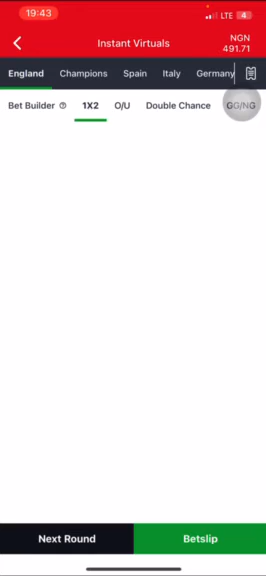 19:43
LTE 4
Instant Virtuals
NGN
491.71
England Champions Spain Italy Germany
Bet Builder ? 1X2 O/U Double Chance GG/NG
Next Round Betslip